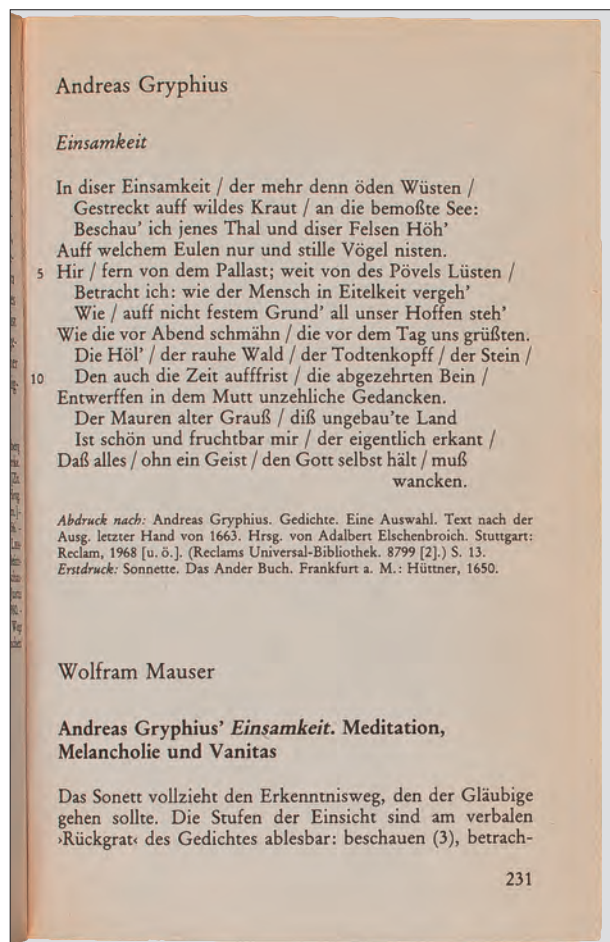 Andreas Gryphius
Einsamkeit
In diser Einsamkeit / der mehr denn öden Wüsten /
Gestreckt auff wildes Kraut / an die bemoßte See:
Beschau' ich jenes Thal und diser Felsen Höh'
Auff welchem Eulen nur und stille Vögel nisten.
5 Hir / fern von dem Pallast; weit von des Pövels Lüsten /
Betracht ich: wie der Mensch in Eitelkeit vergeh'
Wie / auff nicht festem Grund' all unser Hoffen steh'
Wie die vor Abend schmähn / die vor dem Tag uns grüßten.
Die Höl' / der rauhe Wald / der Todtenkopff / der Stein /
10 Den auch die Zeit aufffrist / die abgezehrten Bein /
Entwerffen in dem Mutt unzehliche Gedancken.
Der Mauren alter Grauß / diß ungebau'te Land
Ist schön und fruchtbar mir / der eigentlich erkant /
Daß alles / ohn ein Geist / den Gott selbst hält / muß
wancken.
Abdruck nach: Andreas Gryphius. Gedichte. Eine Auswahl. Text nach der
Ausg. letzter Hand von 1663. Hrsg. von Adalbert Elschenbroich. Stuttgart:
Reclam, 1968 [u. ö.]. (Reclams Universal-Bibliothek. 8799 [2].) S. 13.
Erstdruck: Sonnette. Das Ander Buch. Frankfurt a. M.: Hüttner, 1650.
Wolfram Mauser
Andreas Gryphius' Einsamkeit. Meditation,
Melancholie und Vanitas
Das Sonett vollzieht den Erkenntnisweg, den der Gläubige
gehen sollte. Die Stufen der Einsicht sind am verbalen
›Rückgrat‹ des Gedichtes ablesbar: beschauen (3), betrach-
231